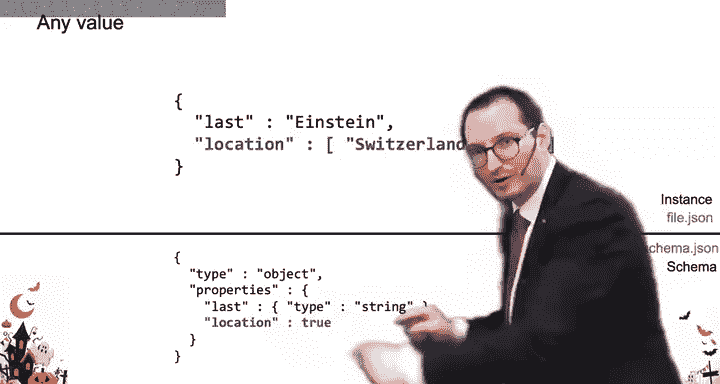 Any value
{
"last" : "Einstein",
"location" : [ "Switzerland
}
Instance
file.json
chema.json
Schema
{
"type" : "object",
"properties" : {
"last" : { "type" : "string" }
"location" : true
}
}